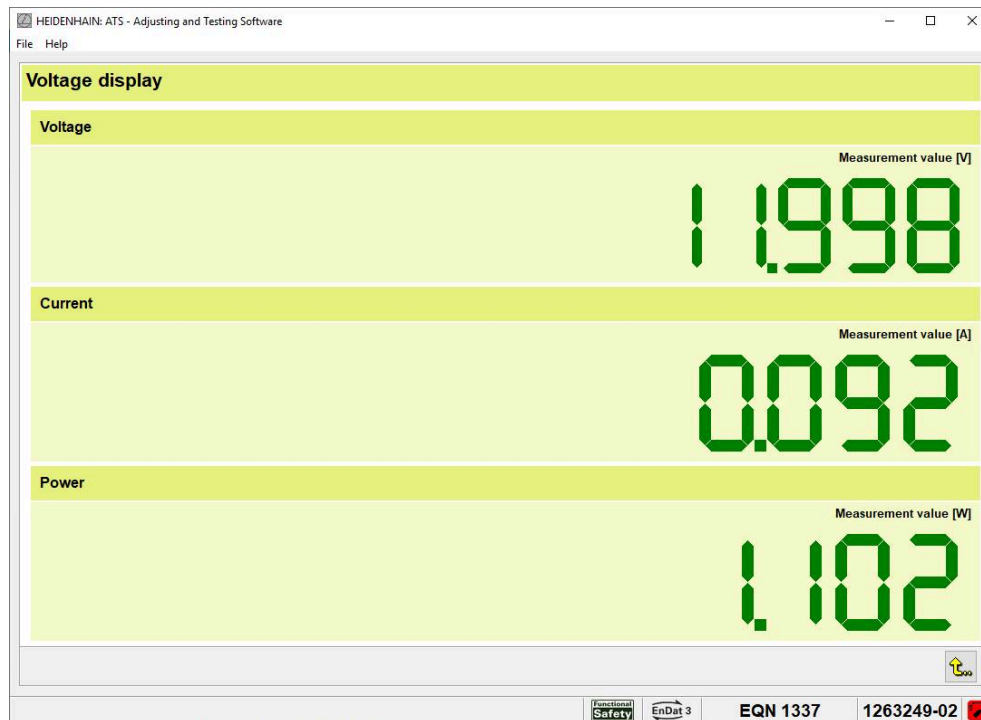 HEIDENHAIN: ATS - Adjusting and Testing Software
File Help
Voltage display
Voltage
Measurement value [V]
11.998
Current
Measurement value [A]
0.092
Power
Measurement value [W]
1.102
Functional Safety EnDat 3 EQN 1337 1263249-02